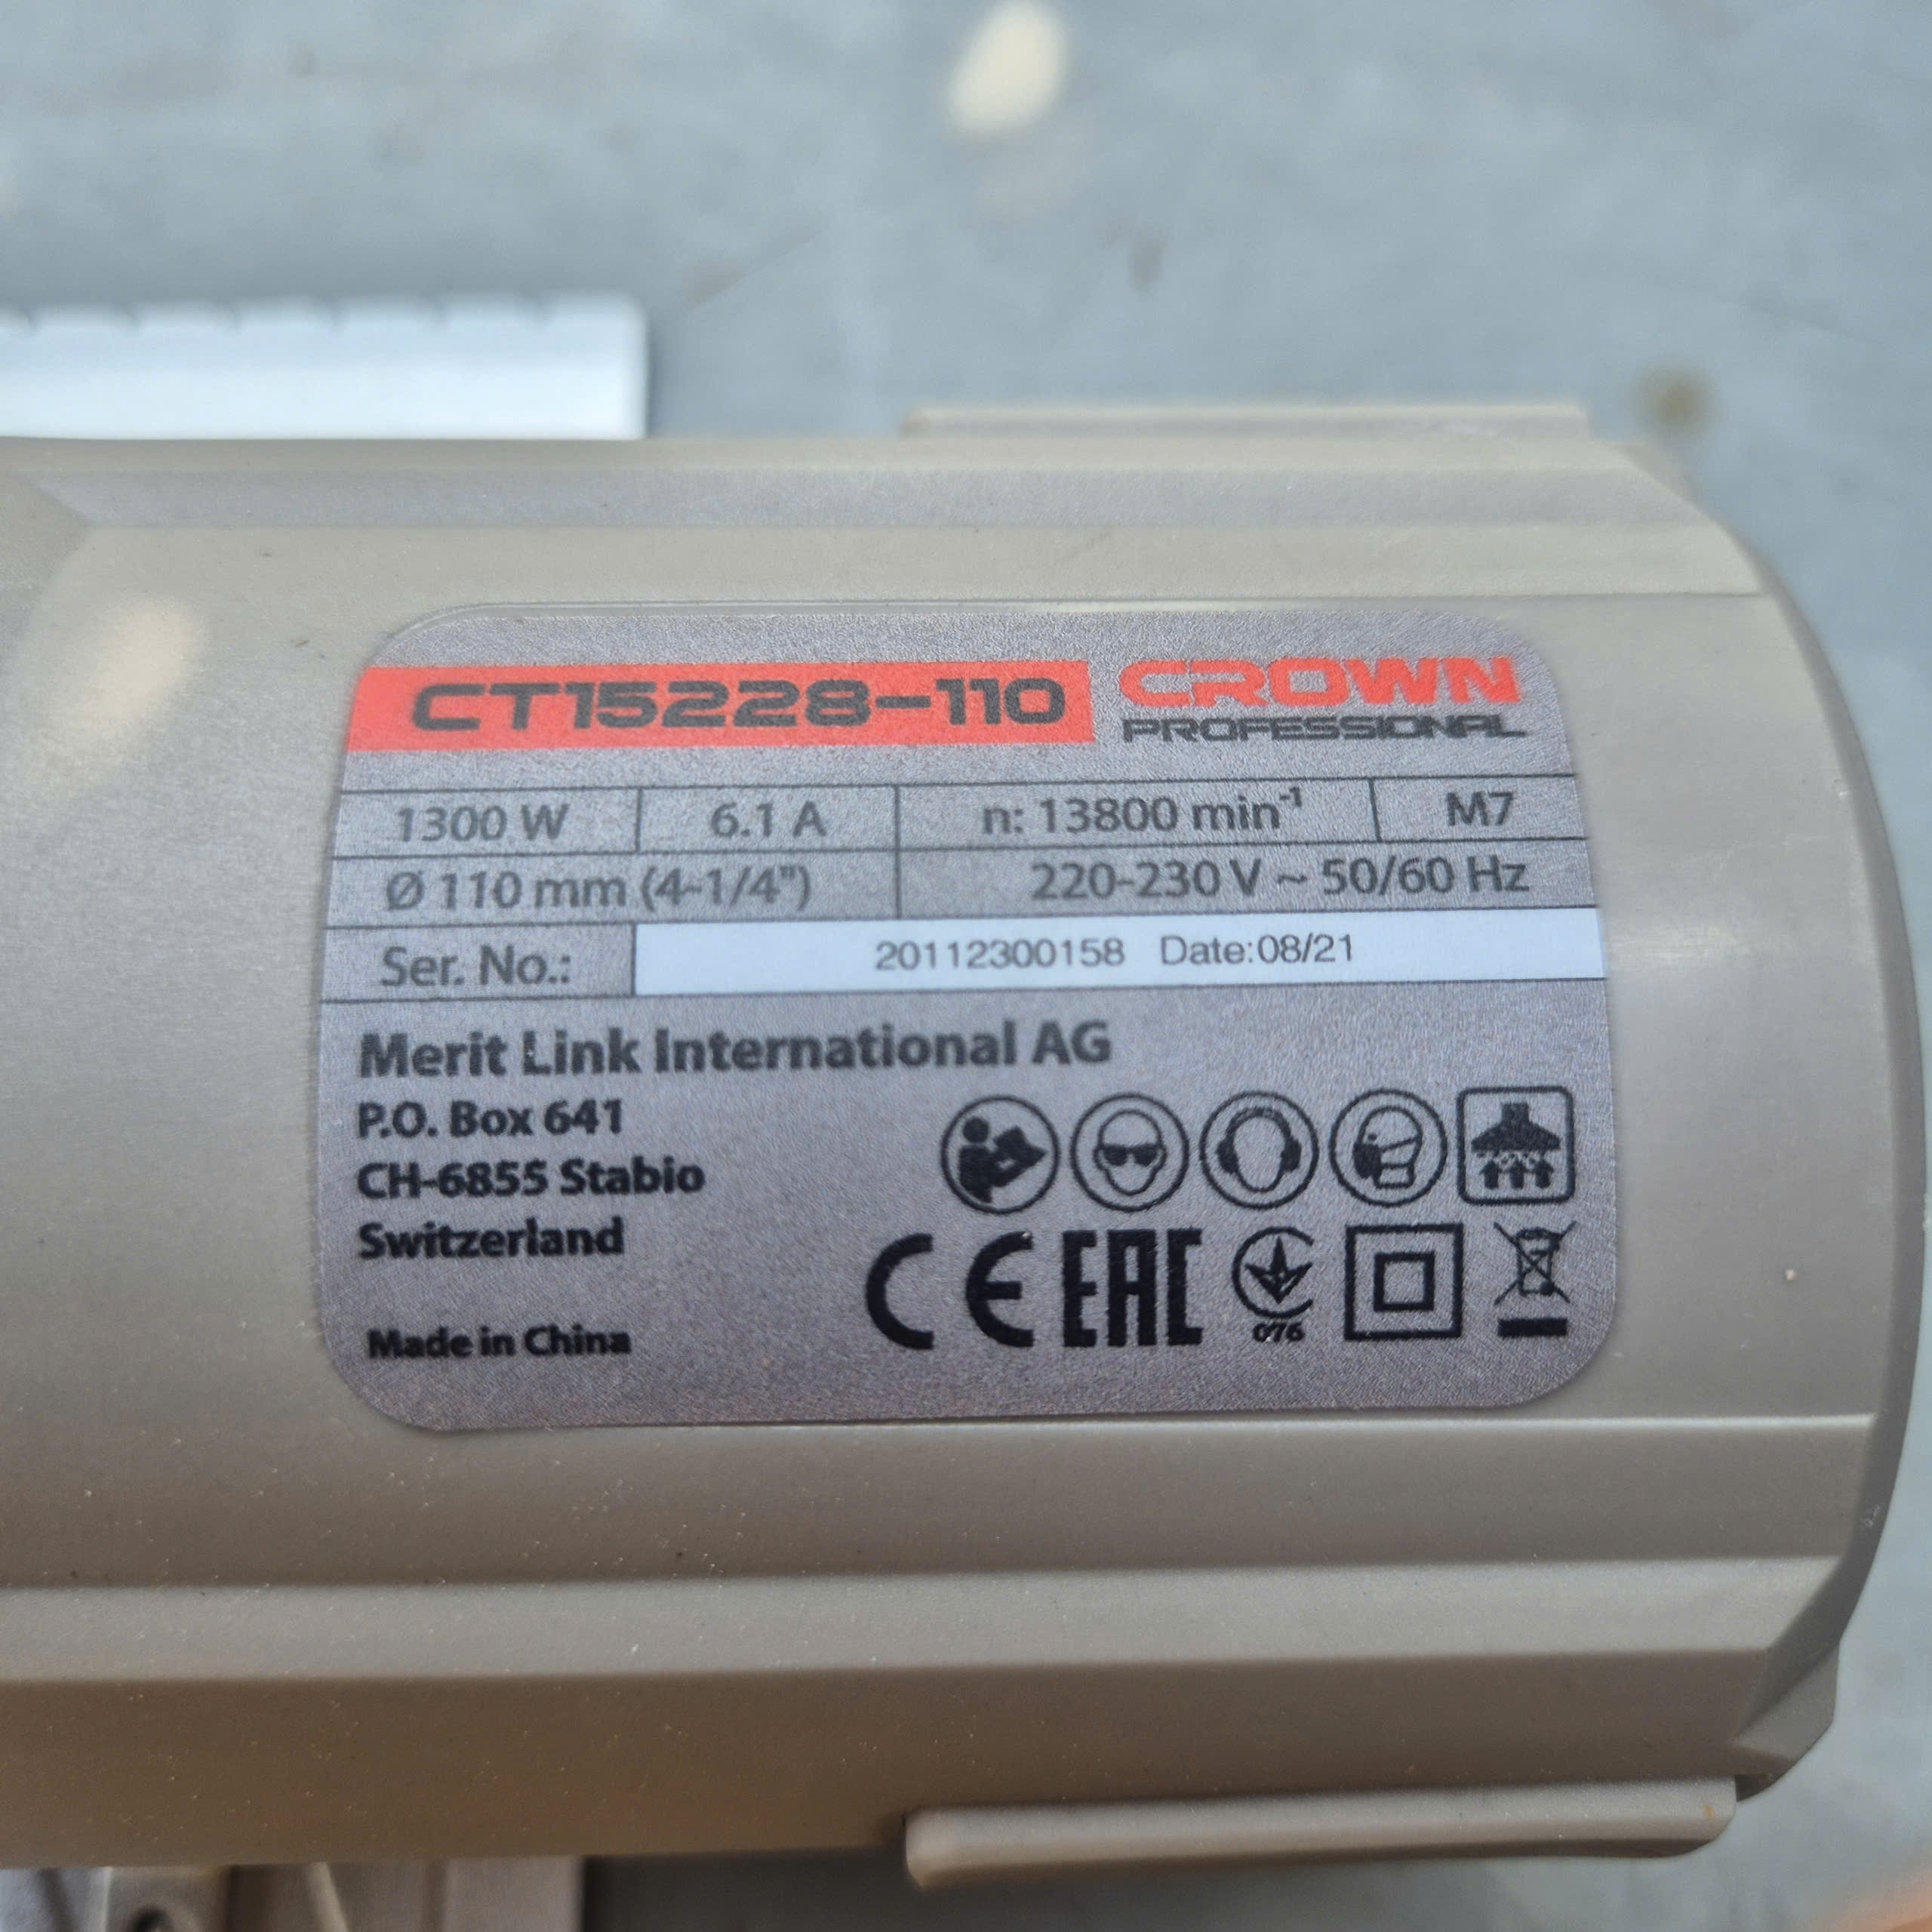 CT15228-110 CROWN
PROFESSIONAL
1300 W 6.1 A n: 13800 min⁻¹ M7
Ø 110 mm (4-1/4") 220-230 V ~ 50/60 Hz
Ser. No.: 20112300158 Date:08/21
Merit Link International AG
P.O. Box 641
CH-6855 Stabio
Switzerland
Made in China
CE EAC 076